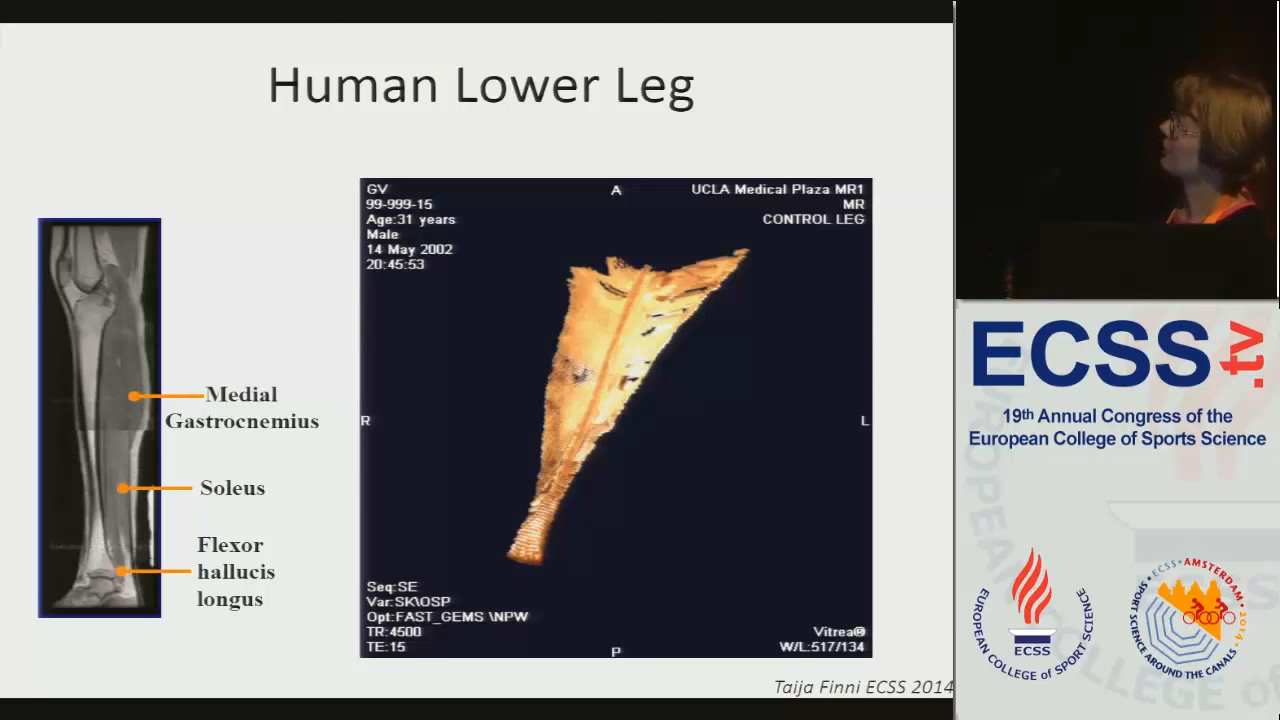 Human Lower Leg
Medial
Gastrocnemius
Soleus
Flexor
hallucis
longus
GV
99-999-15
Age:31 years
Male
14 May 2002
20:45:53
A
UCLA Medical Plaza MR1
MR
CONTROL LEG
R
L
Seq:SE
Var:SK\OSP
Opt:FAST_GEMS \NPW
TR:4500
TE:15
P
Vitrea®
W/L:517/134
Taija Finni ECSS 2014
ECSS.tv
19th Annual Congress of the
European College of Sports Science
EUROPEAN COLLEGE of SPORT SCIENCE
ECSS
ECSS • AMSTERDAM 2014 •
SPORT SCIENCE AROUND THE CANALS
EUROPEAN COLLEGE of